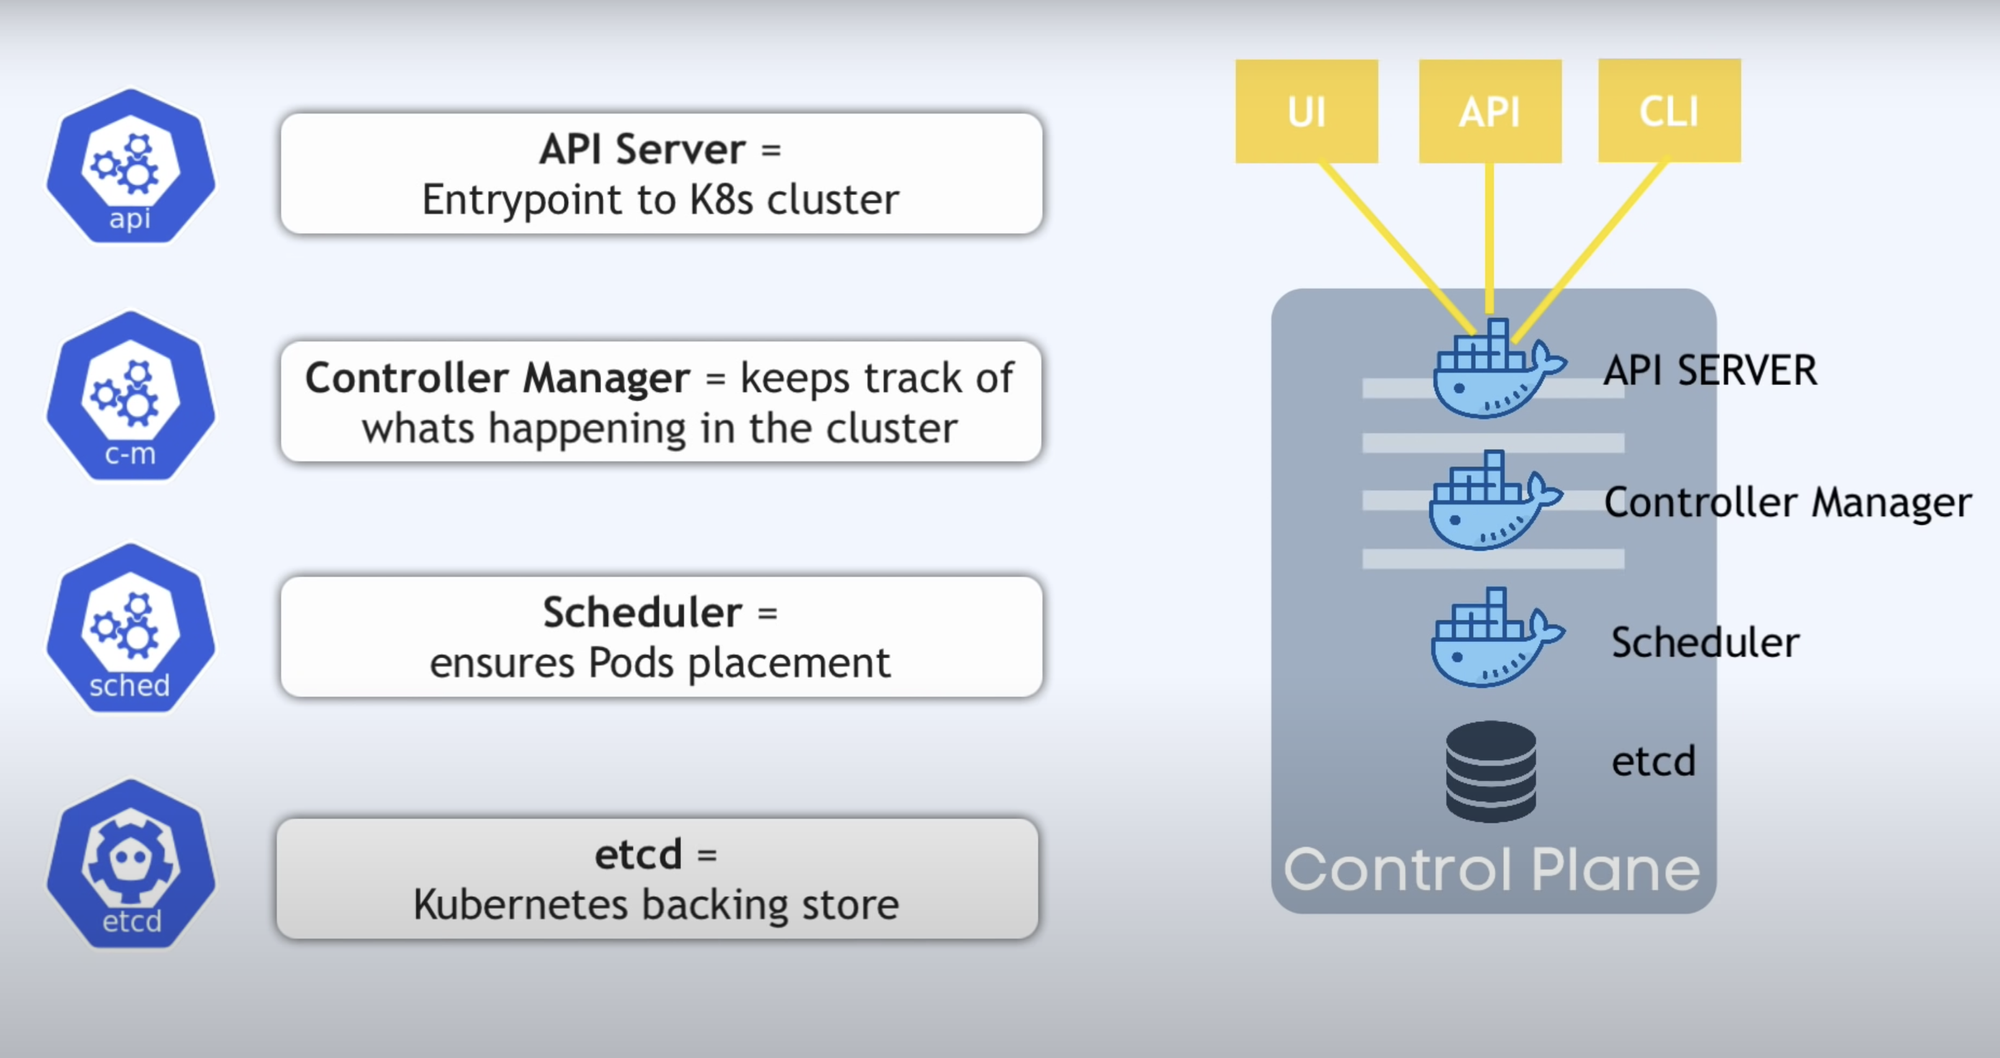 api
API Server =
Entrypoint to K8s cluster
c-m
Controller Manager = keeps track of
whats happening in the cluster
sched
Scheduler =
ensures Pods placement
etcd
etcd =
Kubernetes backing store
UI
API
CLI
API SERVER
Controller Manager
Scheduler
etcd
Control Plane